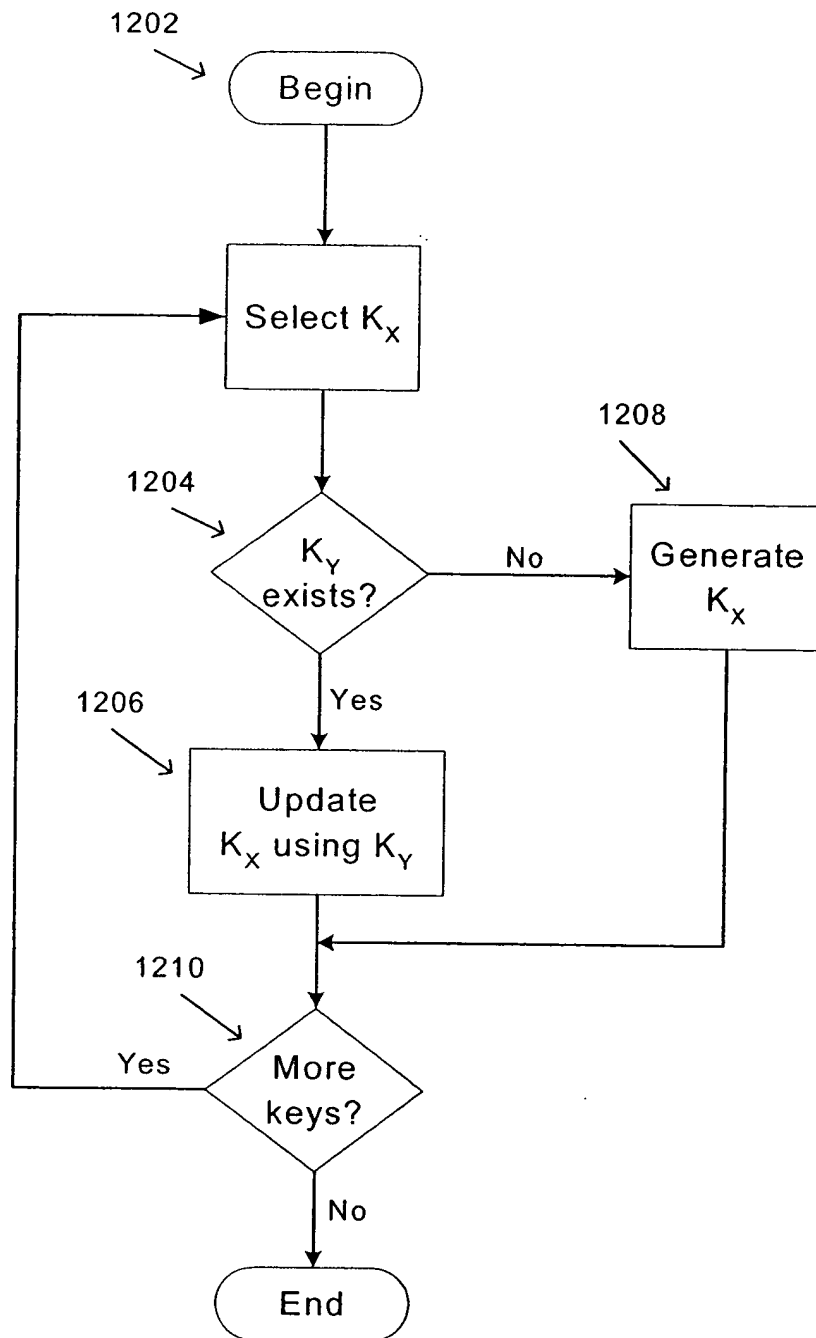 1202
Begin
Select K_X
1204
K_Y
exists?
No
1208
Generate
K_X
Yes
1206
Update
K_X using K_Y
1210
Yes
More
keys?
No
End